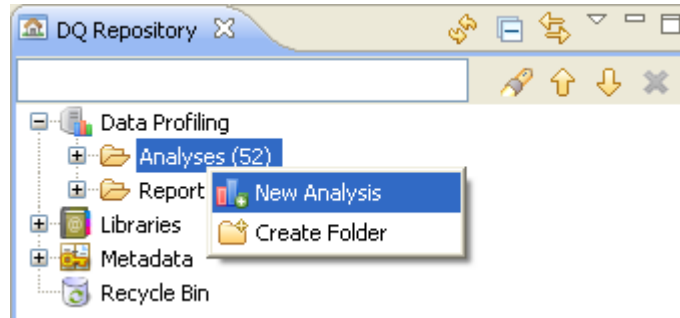 DQ Repository
Data Profiling
Analyses (52)
Report
New Analysis
Create Folder
Libraries
Metadata
Recycle Bin